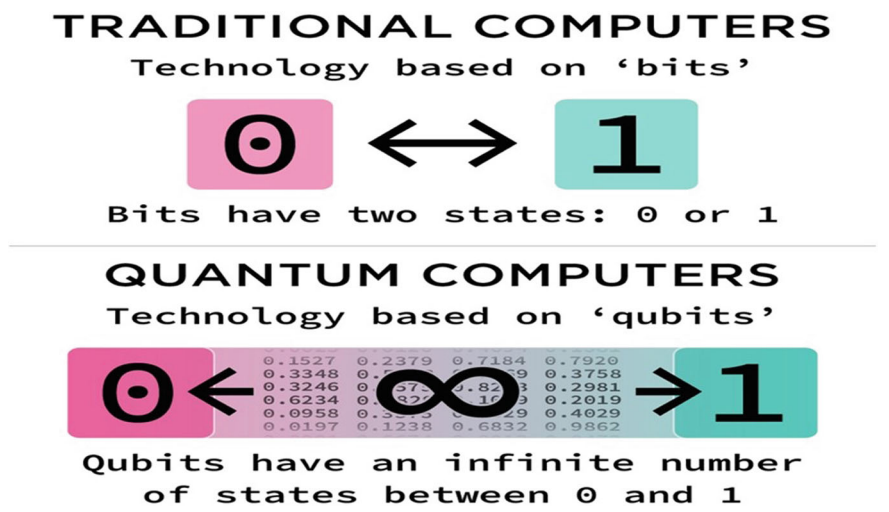 TRADITIONAL COMPUTERS
Technology based on ‘bits’
0 ↔ 1
Bits have two states: 0 or 1
QUANTUM COMPUTERS
Technology based on ‘qubits’
0.1527 0.2379 0.7184 0.7920
0.3348 0.3758
0.3246 0.2981
0.6234 0.2019
0.0958 0.4029
0.0197 0.1238 0.6832 0.9862
0 ← ∞ → 1
Qubits have an infinite number
of states between 0 and 1